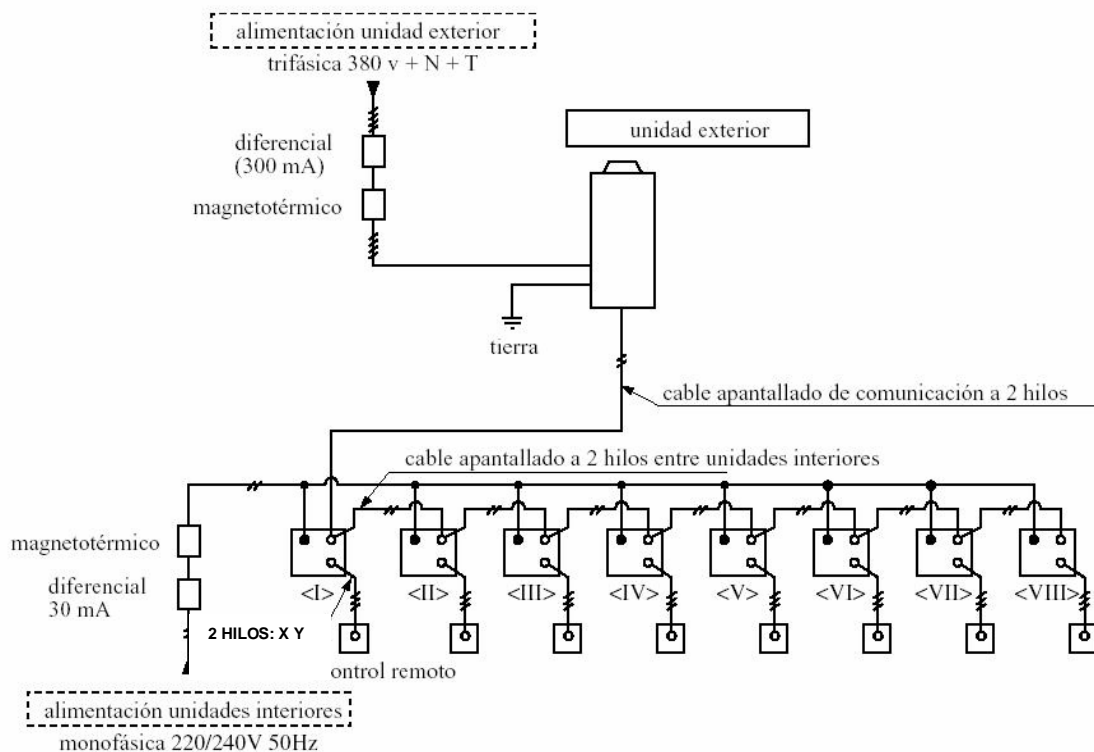 alimentación unidad exterior
trifásica 380 v + N + T
diferencial
(300 mA)
magnetotérmico
unidad exterior
tierra
cable apantallado de comunicación a 2 hilos
cable apantallado a 2 hilos entre unidades interiores
magnetotérmico
diferencial
30 mA
<I>
<II>
<III>
<IV>
<V>
<VI>
<VII>
<VIII>
2 HILOS: X Y
ontrol remoto
alimentación unidades interiores
monofásica 220/240V 50Hz